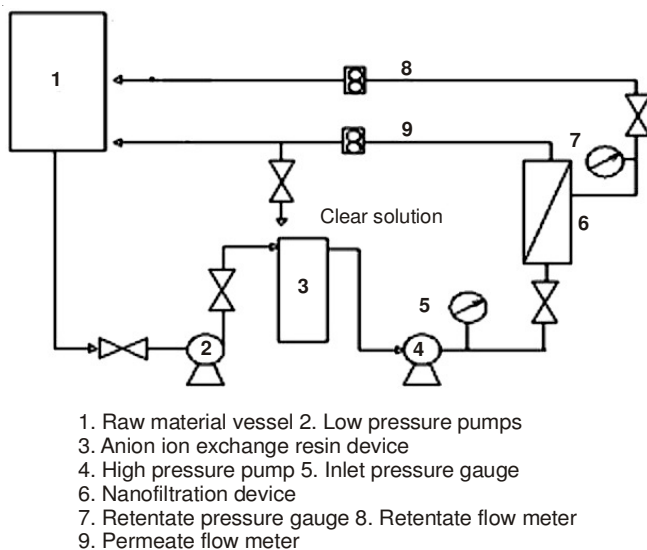 1
8
9
7
6
Clear solution
3
5
2
4
1. Raw material vessel 2. Low pressure pumps
3. Anion ion exchange resin device
4. High pressure pump 5. Inlet pressure gauge
6. Nanofiltration device
7. Retentate pressure gauge 8. Retentate flow meter
9. Permeate flow meter